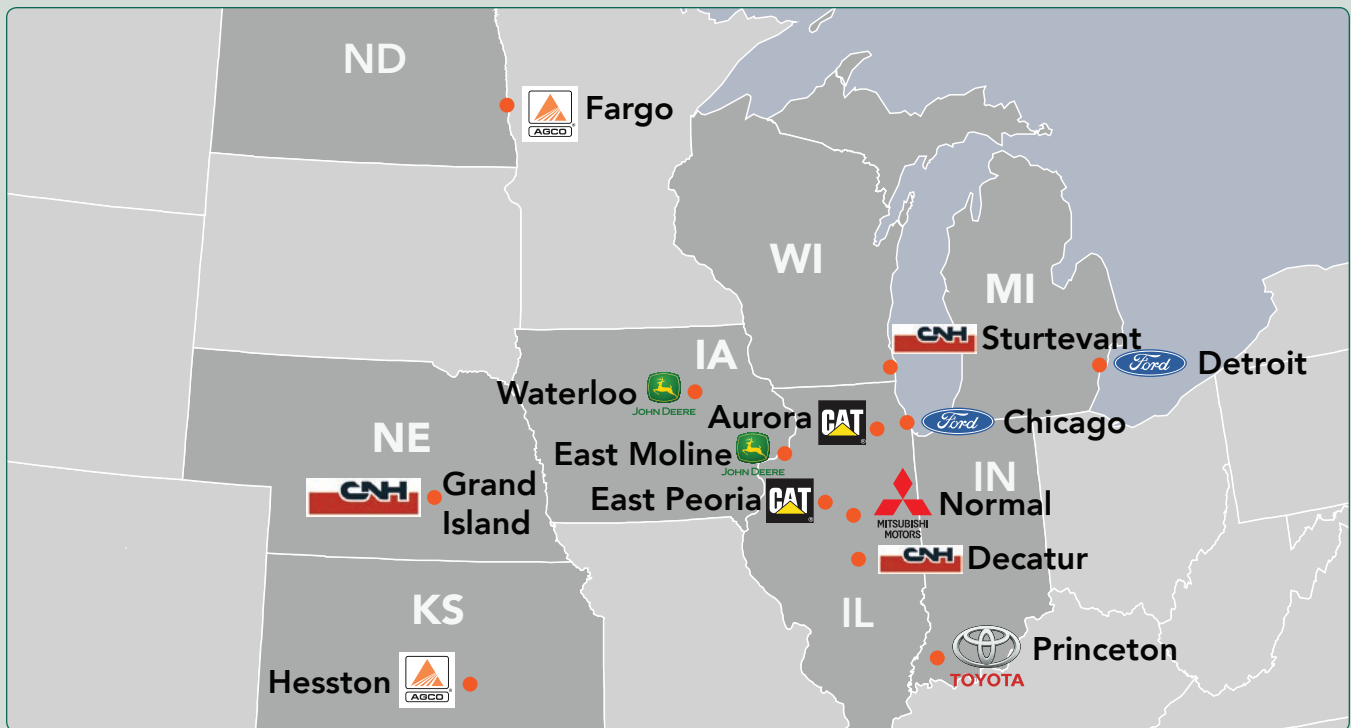 ND
AGCO
Fargo
WI
MI
CNH
Sturtevant
Ford
Detroit
IA
Waterloo
JOHN DEERE
Aurora
CAT
Ford
Chicago
NE
East Moline
JOHN DEERE
IN
CNH
Grand
Island
East Peoria
CAT
MITSUBISHI
MOTORS
Normal
CNH
Decatur
KS
IL
Hesston
AGCO
TOYOTA
Princeton